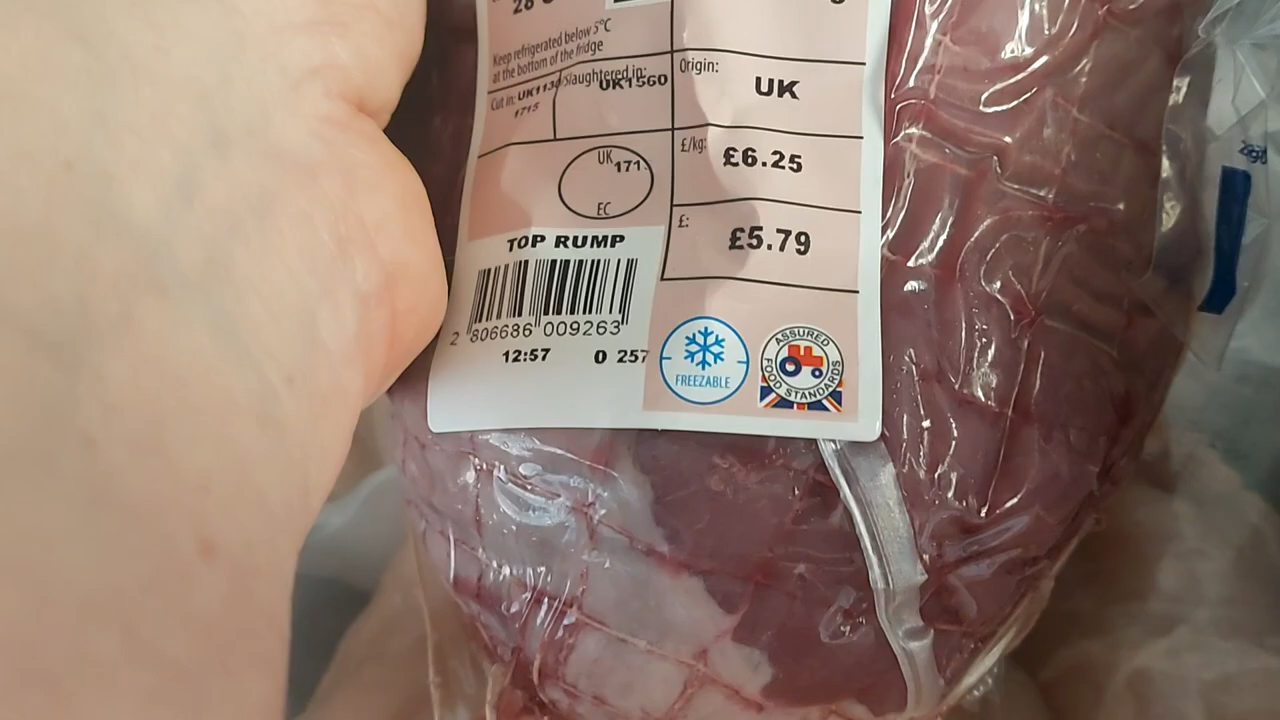 Keep refrigerated below 5°C
at the bottom of the fridge
Cut in: UK113
1715
Slaughtered in:
UK1560
Origin:
UK
£/kg:
£6.25
£:
£5.79
UK
171
EC
TOP RUMP
2 806686 009263
12:57 0 257
FREEZABLE
ASSURED
FOOD STANDARDS